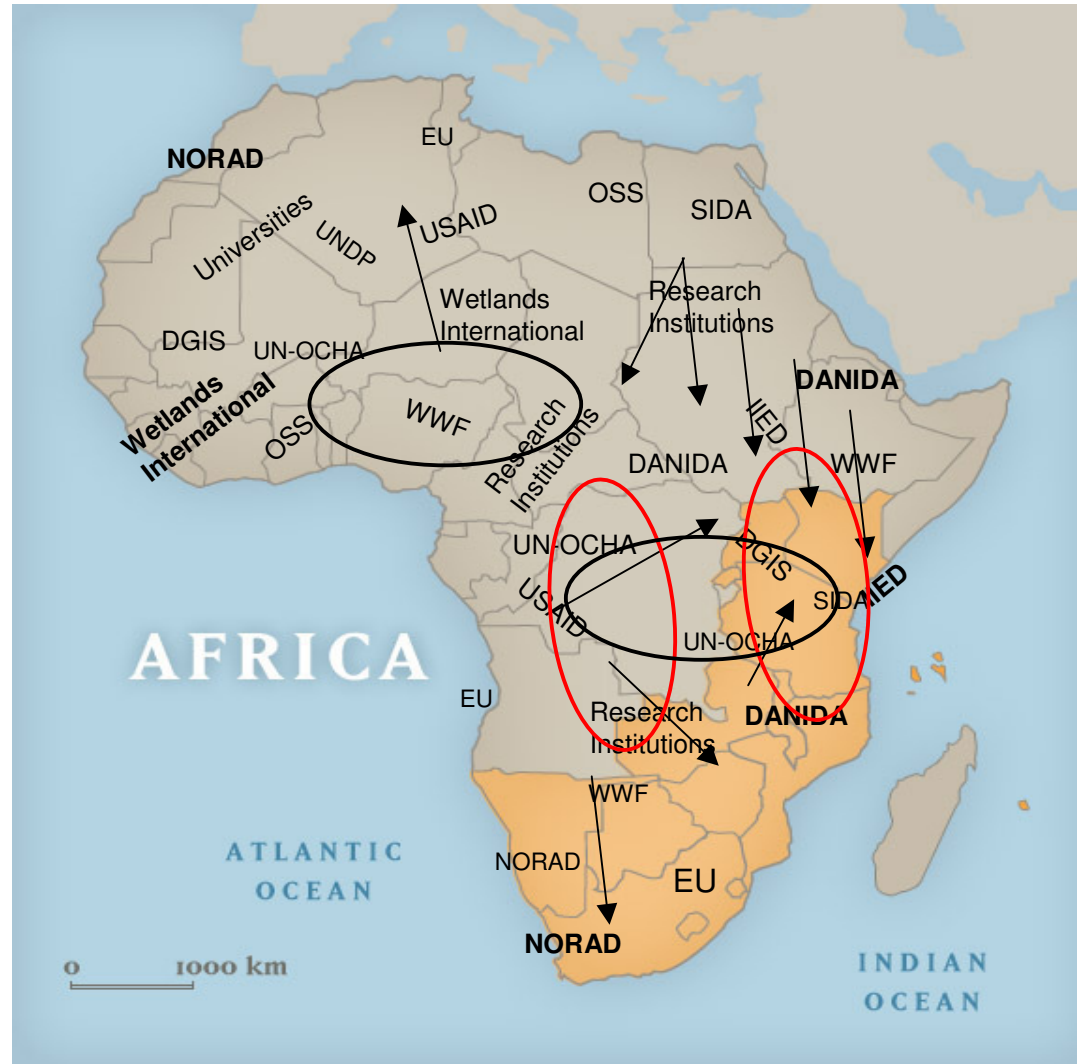 EU
NORAD
OSS
SIDA
Universities
UNDP
USAID
Wetlands
International
Research
Institutions
DGIS
UN-OCHA
Wetlands
International
OSS
WWF
Research
Institutions
DANIDA
IIED
DANIDA
WWF
UN-OCHA
DGIS
USAID
SIDA
IIED
UN-OCHA
AFRICA
EU
Research
Institutions
DANIDA
WWF
ATLANTIC
OCEAN
NORAD
EU
NORAD
0 1000 km
INDIAN
OCEAN